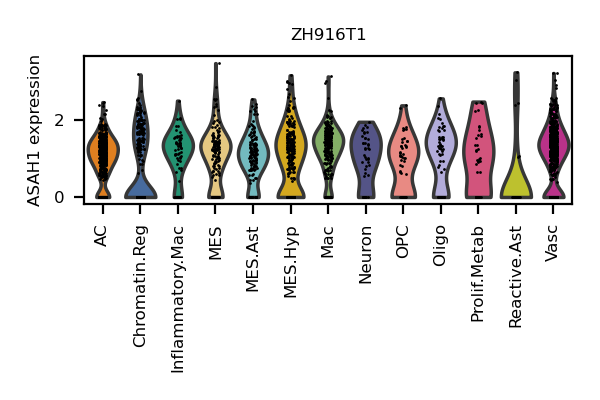 ZH916T1
ASAH1 expression
2
0
AC
Chromatin.Reg
Inflammatory.Mac
MES
MES.Ast
MES.Hyp
Mac
Neuron
OPC
Oligo
Prolif.Metab
Reactive.Ast
Vasc